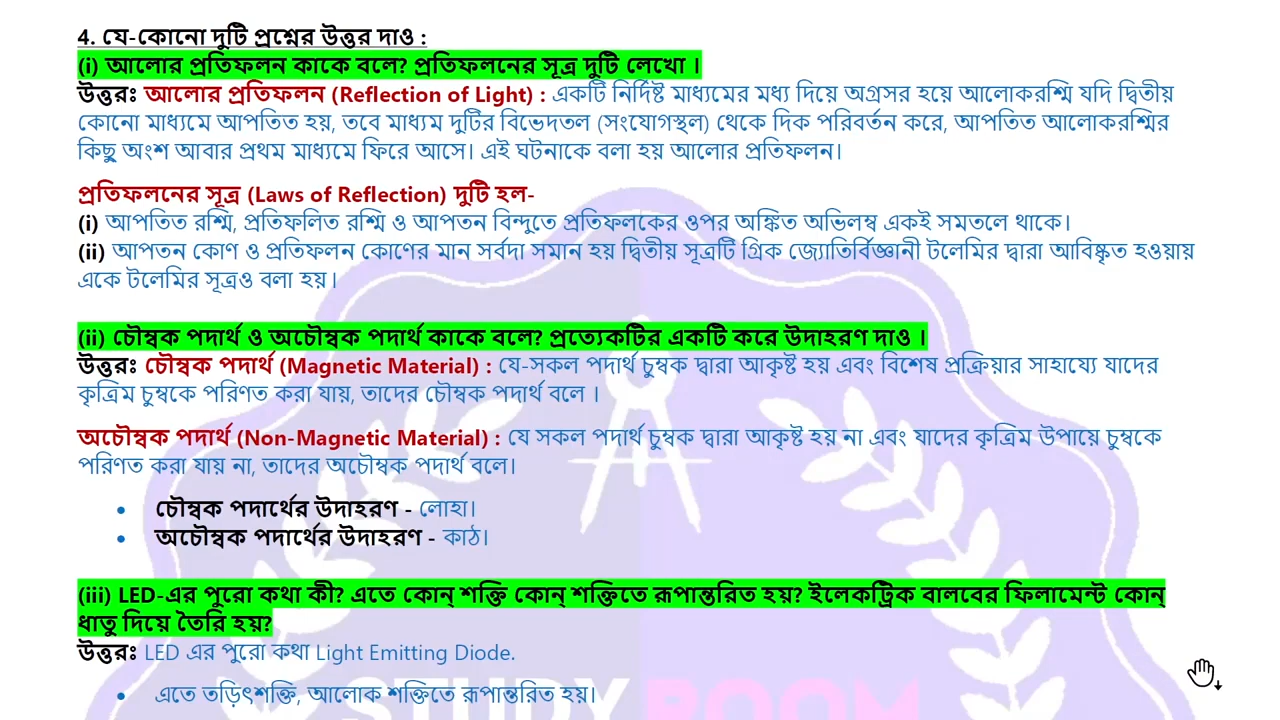 4. যে-কোনো দুটি প্রশ্নের উত্তর দাও :
(i) আলোর প্রতিফলন কাকে বলে? প্রতিফলনের সূত্র দুটি লেখো ।
উত্তরঃ আলোর প্রতিফলন (Reflection of Light) : একটি নির্দিষ্ট মাধ্যমের মধ্য দিয়ে অগ্রসর হয়ে আলোকরশ্মি যদি দ্বিতীয়
কোনো মাধ্যমে আপতিত হয়, তবে মাধ্যম দুটির বিভেদতল (সংযোগস্থল) থেকে দিক পরিবর্তন করে, আপতিত আলোকরশ্মির
কিছু অংশ আবার প্রথম মাধ্যমে ফিরে আসে। এই ঘটনাকে বলা হয় আলোর প্রতিফলন।
প্রতিফলনের সূত্র (Laws of Reflection) দুটি হল-
(i) আপতিত রশ্মি, প্রতিফলিত রশ্মি ও আপতন বিন্দুতে প্রতিফলকের ওপর অঙ্কিত অভিলম্ব একই সমতলে থাকে।
(ii) আপতন কোণ ও প্রতিফলন কোণের মান সর্বদা সমান হয় দ্বিতীয় সূত্রটি গ্রিক জ্যোতির্বিজ্ঞানী টলেমির দ্বারা আবিষ্কৃত হওয়ায়
একে টলেমির সূত্রও বলা হয়।
(ii) চৌম্বক পদার্থ ও অচৌম্বক পদার্থ কাকে বলে? প্রত্যেকটির একটি করে উদাহরণ দাও ।
উত্তরঃ চৌম্বক পদার্থ (Magnetic Material) : যে-সকল পদার্থ চুম্বক দ্বারা আকৃষ্ট হয় এবং বিশেষ প্রক্রিয়ার সাহায্যে যাদের
কৃত্রিম চুম্বকে পরিণত করা যায়, তাদের চৌম্বক পদার্থ বলে ।
অচৌম্বক পদার্থ (Non-Magnetic Material) : যে সকল পদার্থ চুম্বক দ্বারা আকৃষ্ট হয় না এবং যাদের কৃত্রিম উপায়ে চুম্বকে
পরিণত করা যায় না, তাদের অচৌম্বক পদার্থ বলে।
• চৌম্বক পদার্থের উদাহরণ - লোহা।
• অচৌম্বক পদার্থের উদাহরণ - কাঠ।
(iii) LED-এর পুরো কথা কী? এতে কোন্ শক্তি কোন্ শক্তিতে রূপান্তরিত হয়? ইলেকট্রিক বালবের ফিলামেন্ট কোন্
ধাতু দিয়ে তৈরি হয়?
উত্তরঃ LED এর পুরো কথা Light Emitting Diode.
• এতে তড়িৎশক্তি, আলোক শক্তিতে রূপান্তরিত হয়।
STUDY ROOM